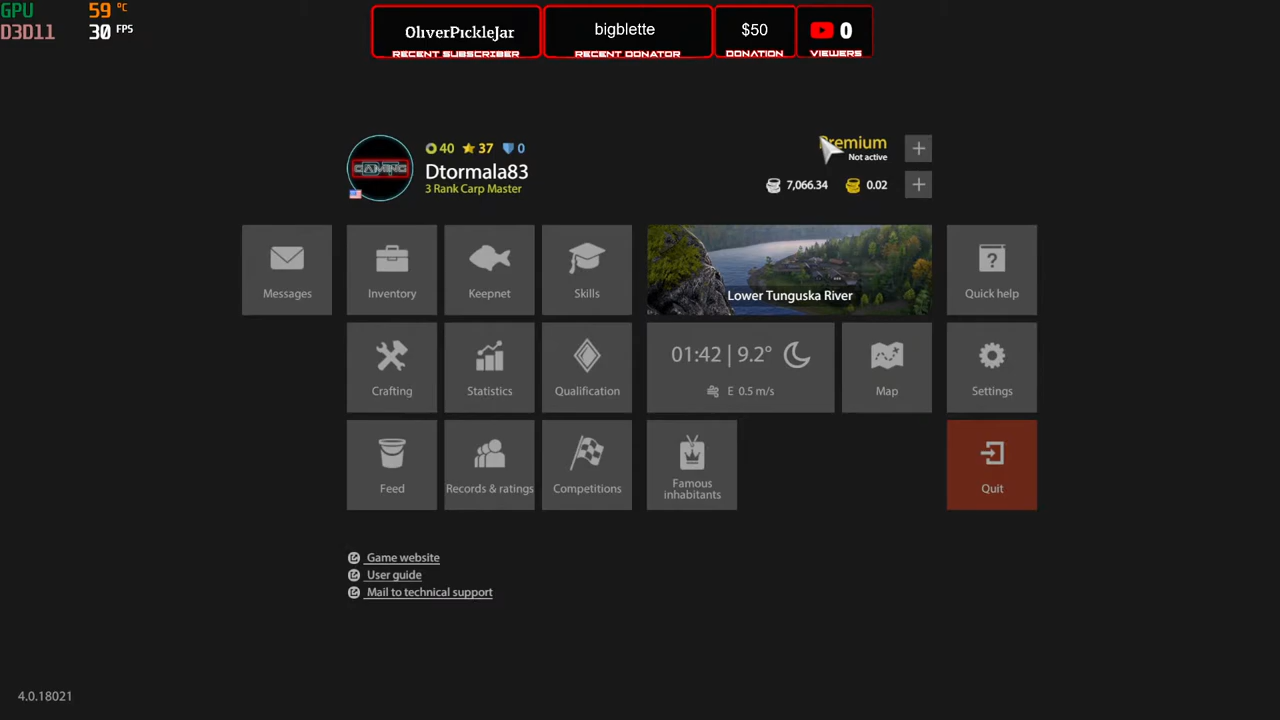 GPU 59 °C
D3D11 30 FPS
OliverPickleJar
RECENT SUBSCRIBER
bigblette
RECENT DONATOR
$50
DONATION
0
VIEWERS
GAMING
40 37 0
Dtormala83
3 Rank Carp Master
Premium
Not active
7,066.34 0.02
Messages
Inventory
Keepnet
Skills
Lower Tunguska River
Quick help
Crafting
Statistics
Qualification
01:42 | 9.2°
E 0.5 m/s
Map
Settings
Feed
Records & ratings
Competitions
Famous
inhabitants
Quit
Game website
User guide
Mail to technical support
4.0.18021